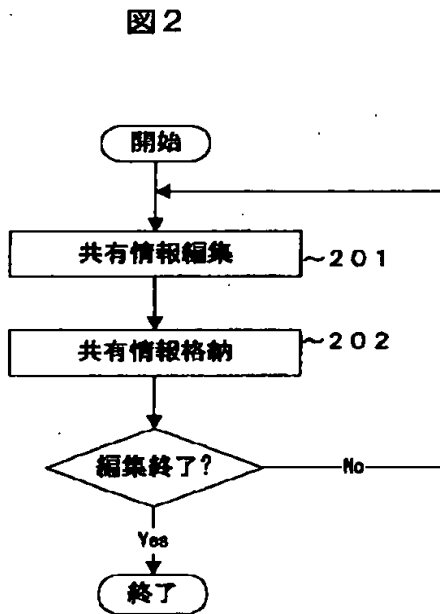 図２
開始
共有情報編集
～２０１
共有情報格納
～２０２
編集終了?
No
Yes
終了